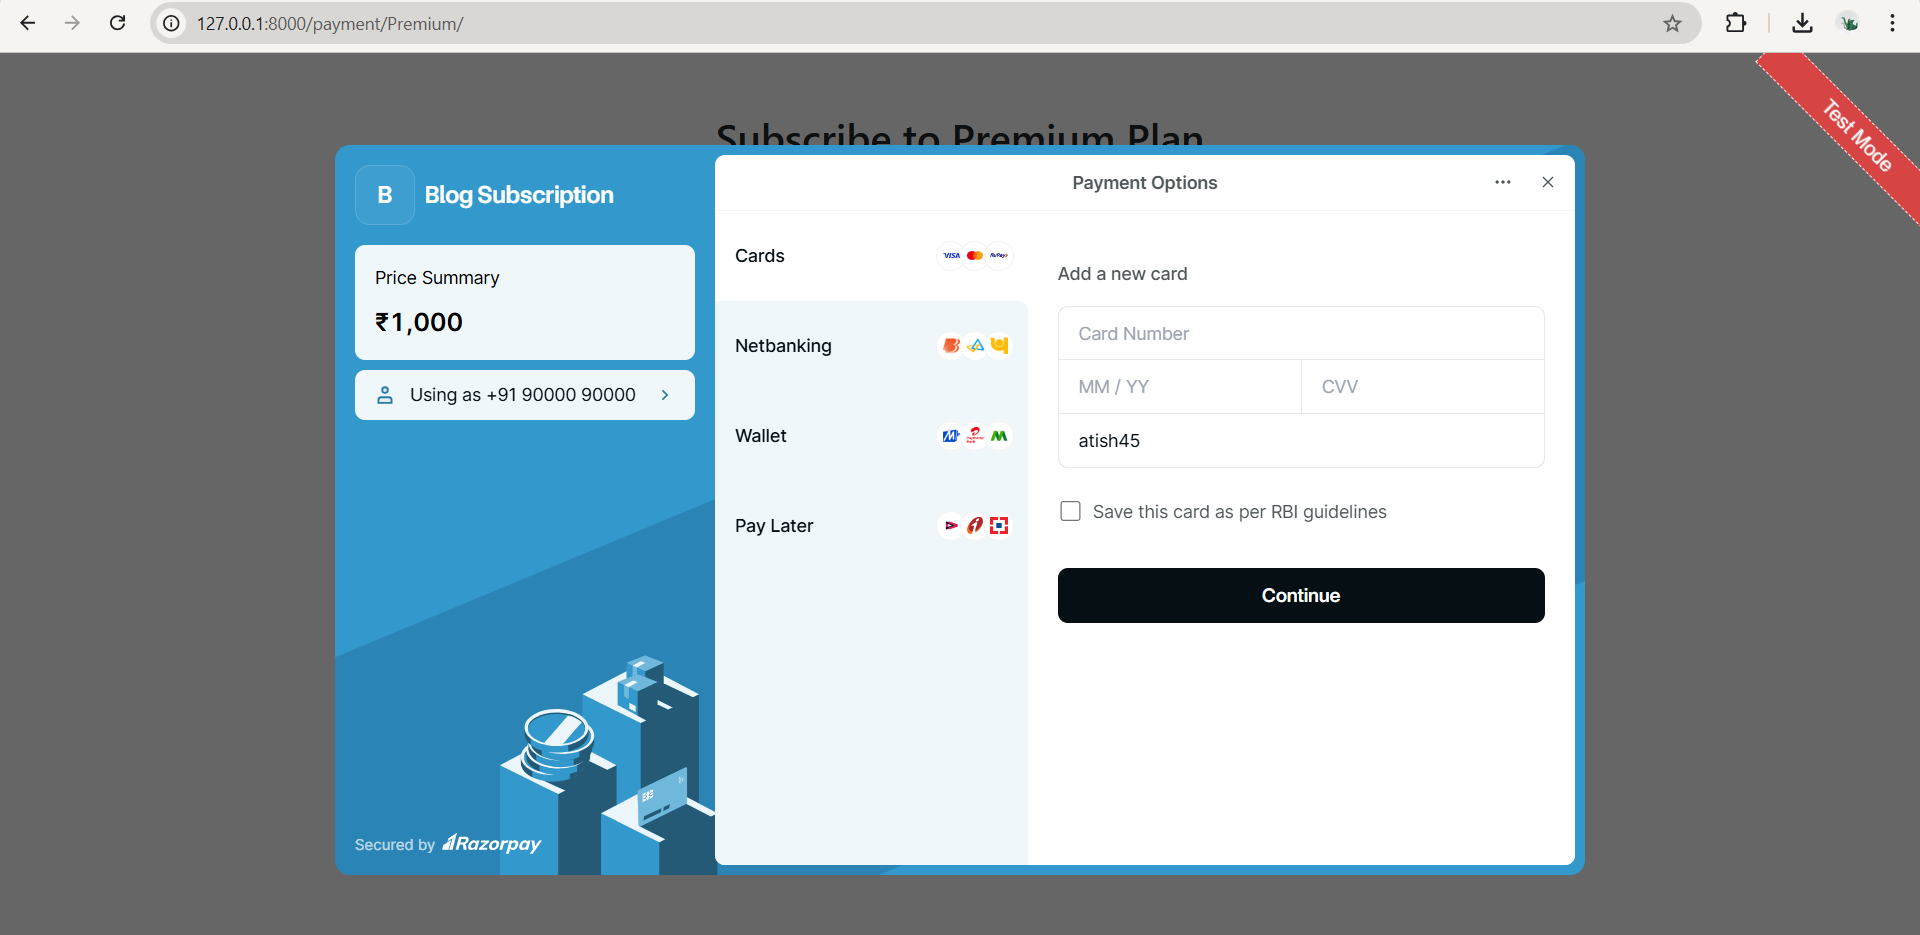 127.0.0.1:8000/payment/Premium/
Test Mode
Subscribe to Premium Plan
B
Blog Subscription
Price Summary
₹1,000
Using as +91 90000 90000
Secured by Razorpay
Payment Options
Cards
VISA
RuPay
Netbanking
Wallet
Pay Later
Add a new card
Card Number
MM / YY
CVV
atish45
Save this card as per RBI guidelines
Continue